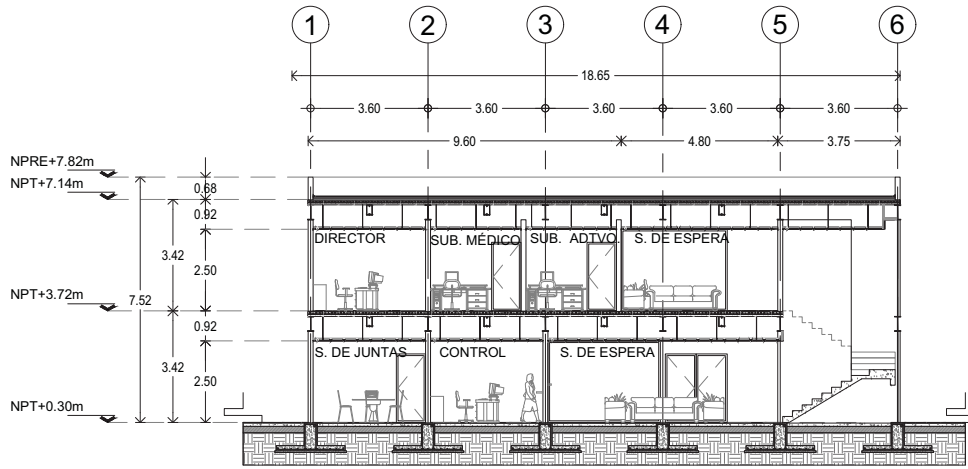 1 2 3 4 5 6
18.65
3.60 3.60 3.60 3.60 3.60
9.60 4.80 3.75
NPRE+7.82m
NPT+7.14m
0.68
0.92
DIRECTOR SUB. MÉDICO SUB. ADTVO. S. DE ESPERA
3.42
2.50
NPT+3.72m
7.52
0.92
S. DE JUNTAS CONTROL S. DE ESPERA
3.42
2.50
NPT+0.30m